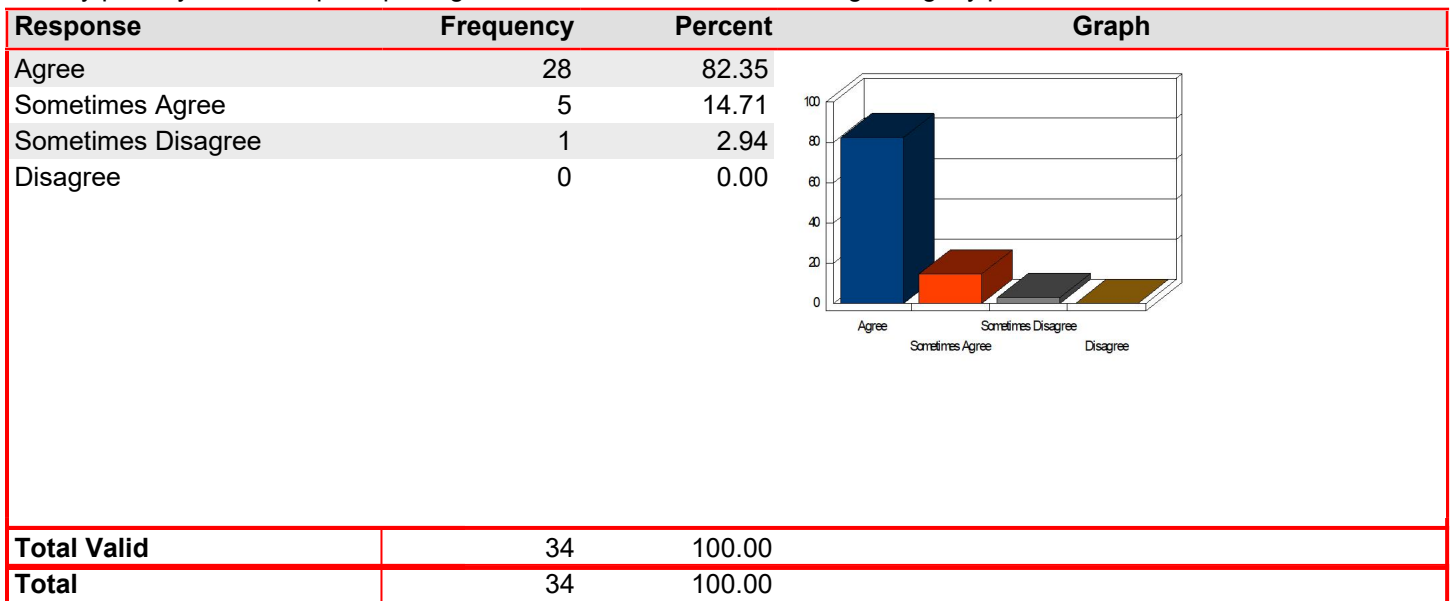 Response Frequency Percent Graph
Agree 28 82.35
Sometimes Agree 5 14.71
Sometimes Disagree 1 2.94
Disagree 0 0.00
100
80
60
40
20
0
Agree Sometimes Disagree
Sometimes Agree Disagree
Total Valid 34 100.00
Total 34 100.00